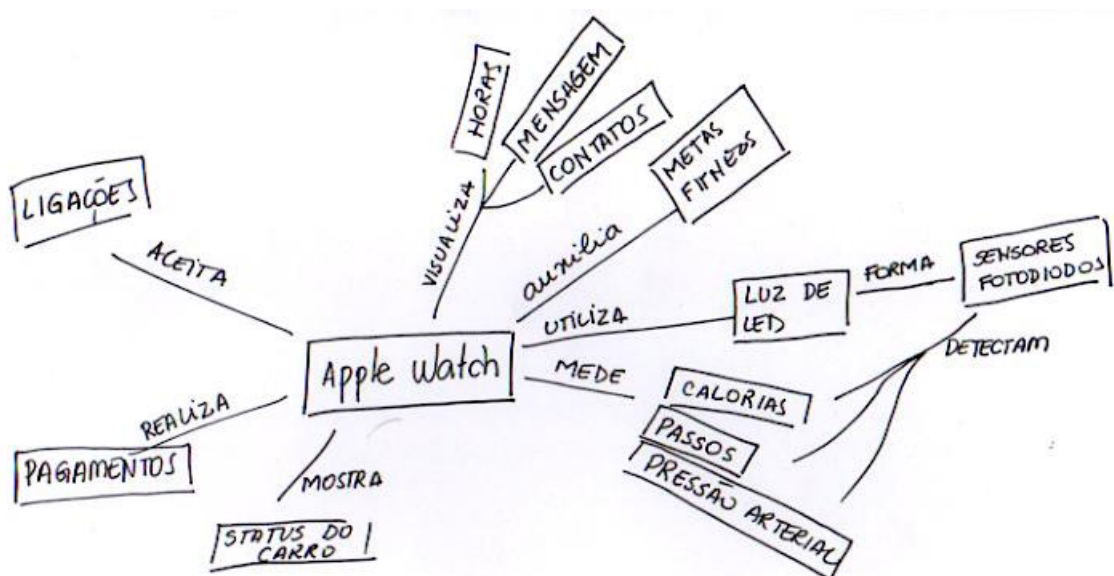 HORAS
MENSAGEM
CONTATOS
METAS
FITNEDS
LIGAÇÕES
ACEITA
VISUALIZA
auxilia
UTILIZA
LUZ DE
LED
FORMA
SENSORES
FOTODIODOS
DETECTAM
Apple Watch
MEDE
CALORIAS
PASSOS
PRESSÃO ARTERIAL
REALIZA
PAGAMENTOS
MOSTRA
STATUS DO
CARRO